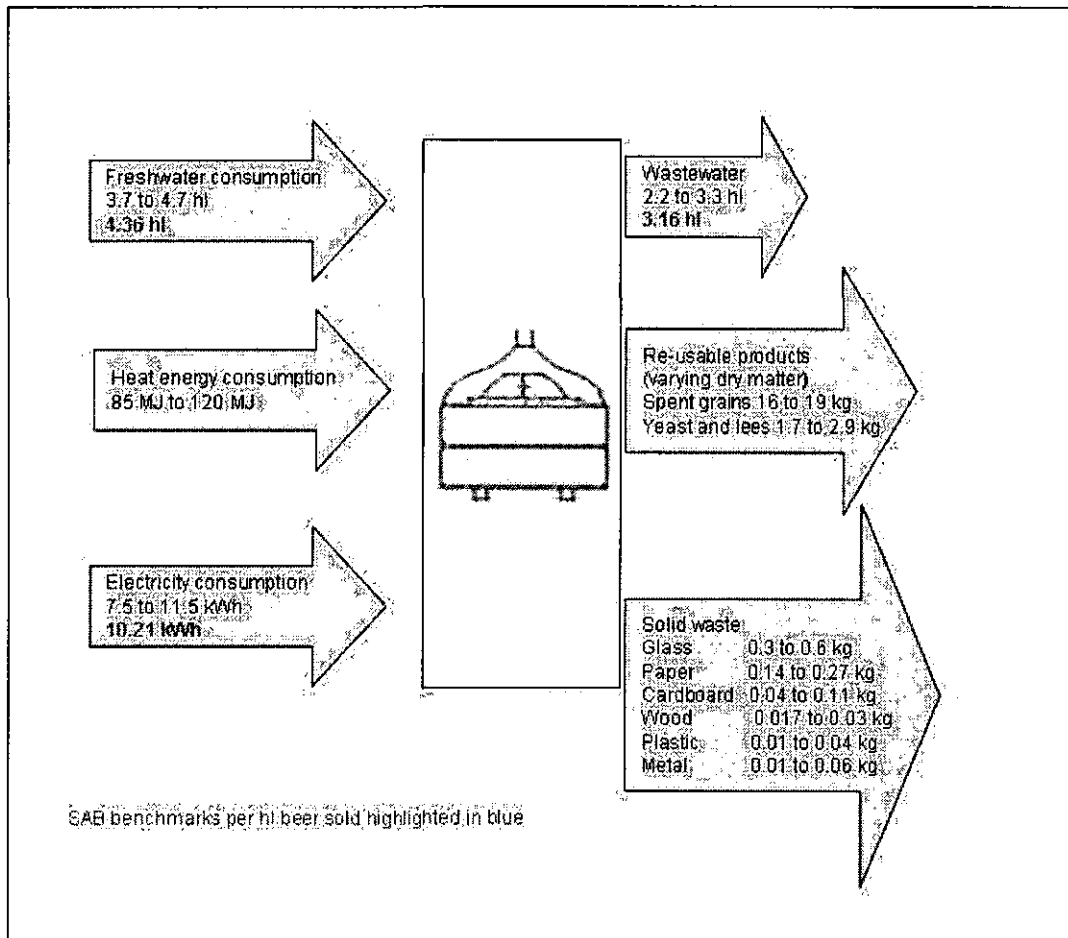 Freshwater consumption
3.7 to 4.7 hl
4.36 hl
Heat energy consumption
85 MJ to 120 MJ
Electricity consumption
7.5 to 11.5 kWh
10.21 kWh
Wastewater
2.2 to 3.3 hl
3.16 hl
Re-usable products
(varying dry matter)
Spent grains 16 to 19 kg
Yeast and lees 1.7 to 2.9 kg
Solid waste
Glass 0.3 to 0.6 kg
Paper 0.14 to 0.27 kg
Cardboard 0.04 to 0.11 kg
Wood 0.017 to 0.03 kg
Plastic 0.01 to 0.04 kg
Metal 0.01 to 0.06 kg
SAB benchmarks per hl beer sold highlighted in blue